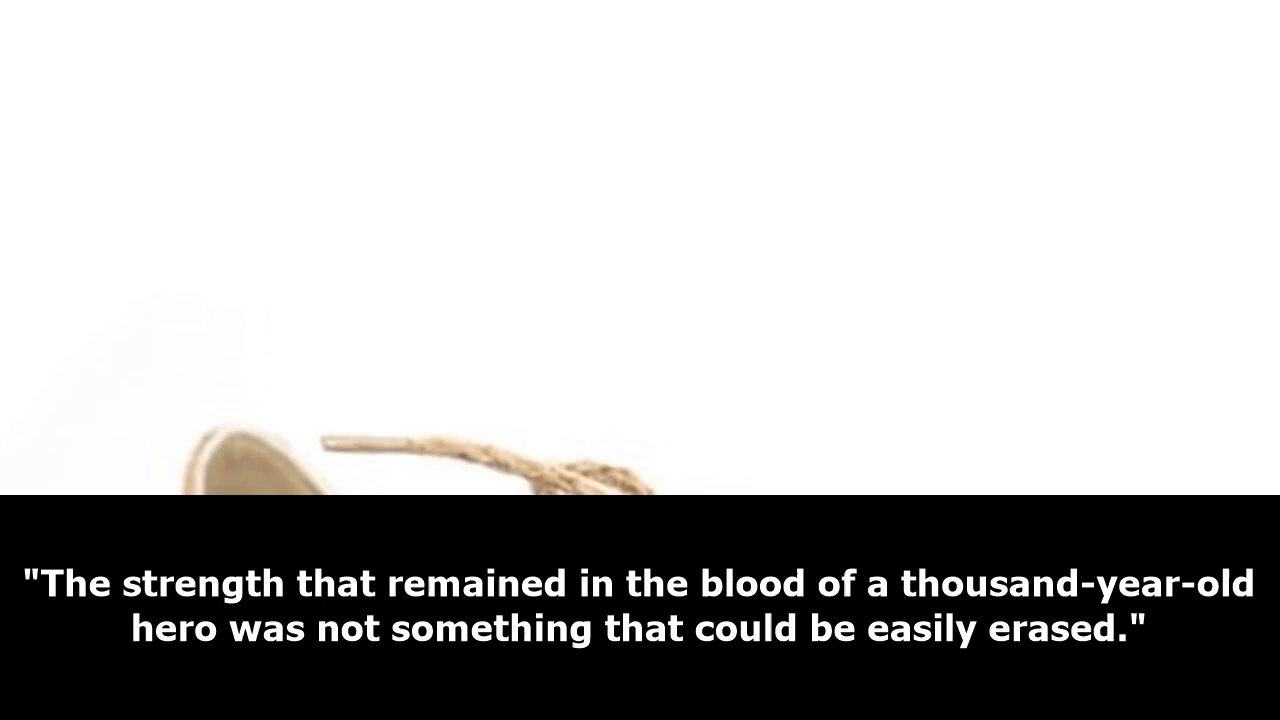 "The strength that remained in the blood of a thousand-year-old
hero was not something that could be easily erased."